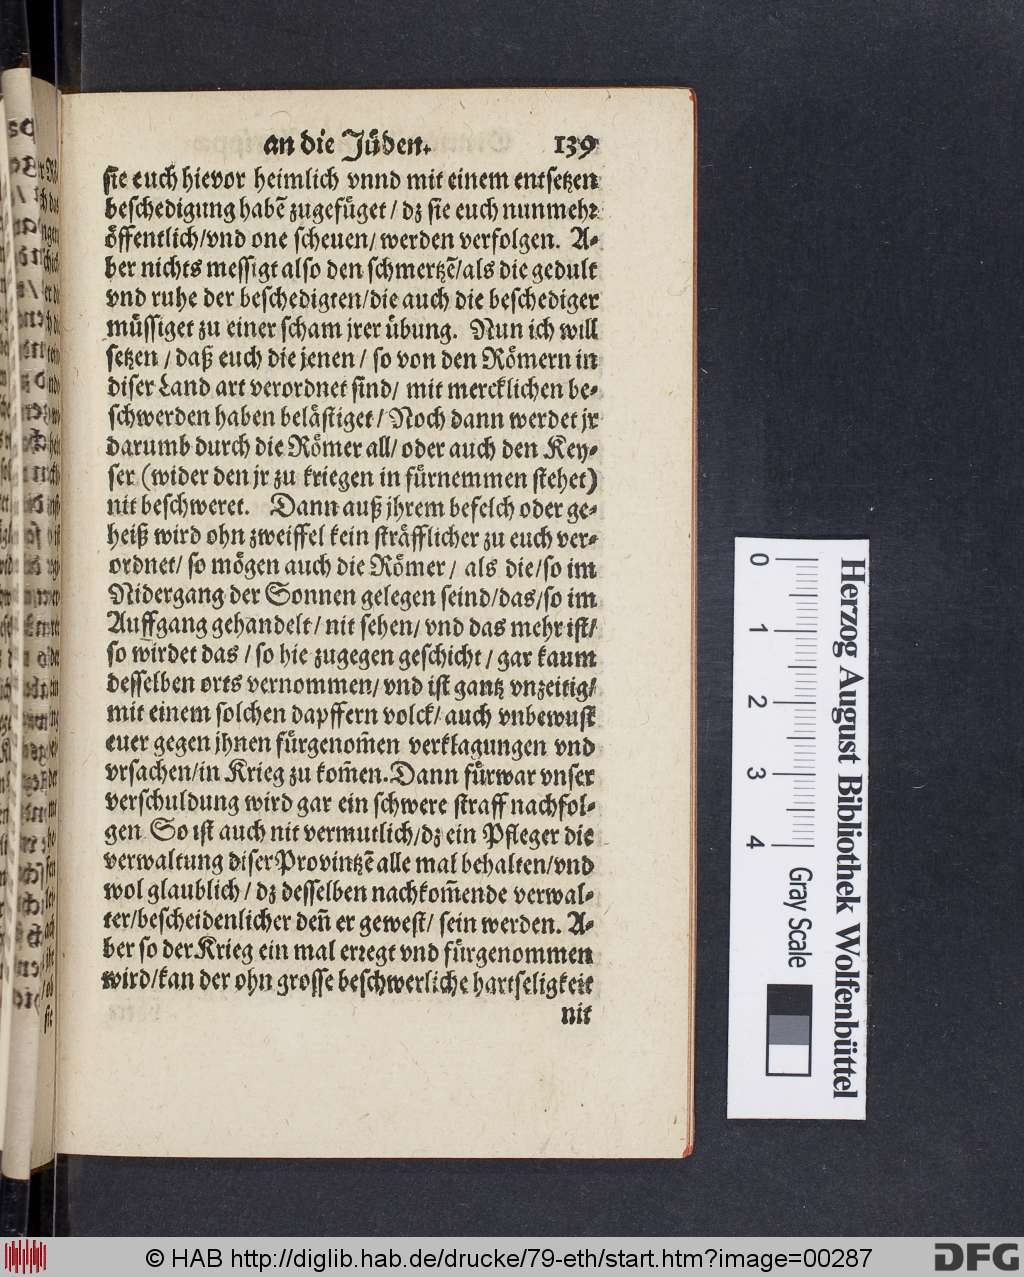 an die Jüden. 139
sie euch hievor heimlich vnnd mit einem entsetzen
beschedigung habē zugefüget / dz sie euch nunmehr
öffentlich/vnd one scheuen/ werden verfolgen. A⸗
ber nichts messigt also den schmertzē/als die gedult
vnd ruhe der beschedigten/die auch die beschediger
müssiget zu einer scham jrer übung. Nun ich will
setzen / daß euch die jenen / so von den Römern in
diser Land art verordnet sind/ mit mercklichen be⸗
schwerden haben belästiget / Noch dann werdet jr
darumb durch die Römer all/ oder auch den Key⸗
ser (wider den jr zu kriegen in fürnemmen stehet)
nit beschweret. Dann auß jhrem befelch oder ge⸗
heiß wird ohn zweiffel kein sträfflicher zu euch ver⸗
ordnet/ so mögen auch die Römer / als die/so im
Nidergang der Sonnen gelegen seind/das/so im
Auffgang gehandelt/ nit sehen/ vnd das mehr ist/
so wirdet das / so hie zugegen geschicht / gar kaum
desselben orts vernommen/ vnd ist gantz vnzeitig/
mit einem solchen dapffern volck/ auch vnbewust
euer gegen jhnen fürgenom̄en verklagungen vnd
vrsachen/in Krieg zu kom̄en. Dann fürwar vnser
verschuldung wird gar ein schwere straff nachfol⸗
gen So ist auch nit vermutlich/dz ein Pfleger die
verwaltung diser Provintzē alle mal behalten/vnd
wol glaublich / dz desselben nachkom̄ende verwal⸗
ter/bescheidenlicher deñ er gewest/ sein werden. A⸗
ber so der Krieg ein mal erregt vnd fürgenommen
wird/kan der ohn grosse beschwerliche hartseligkeit
nit
0 1 2 3 4
Gray Scale
Herzog August Bibliothek Wolfenbüttel
© HAB http://diglib.hab.de/drucke/79-eth/start.htm?image=00287
DFG